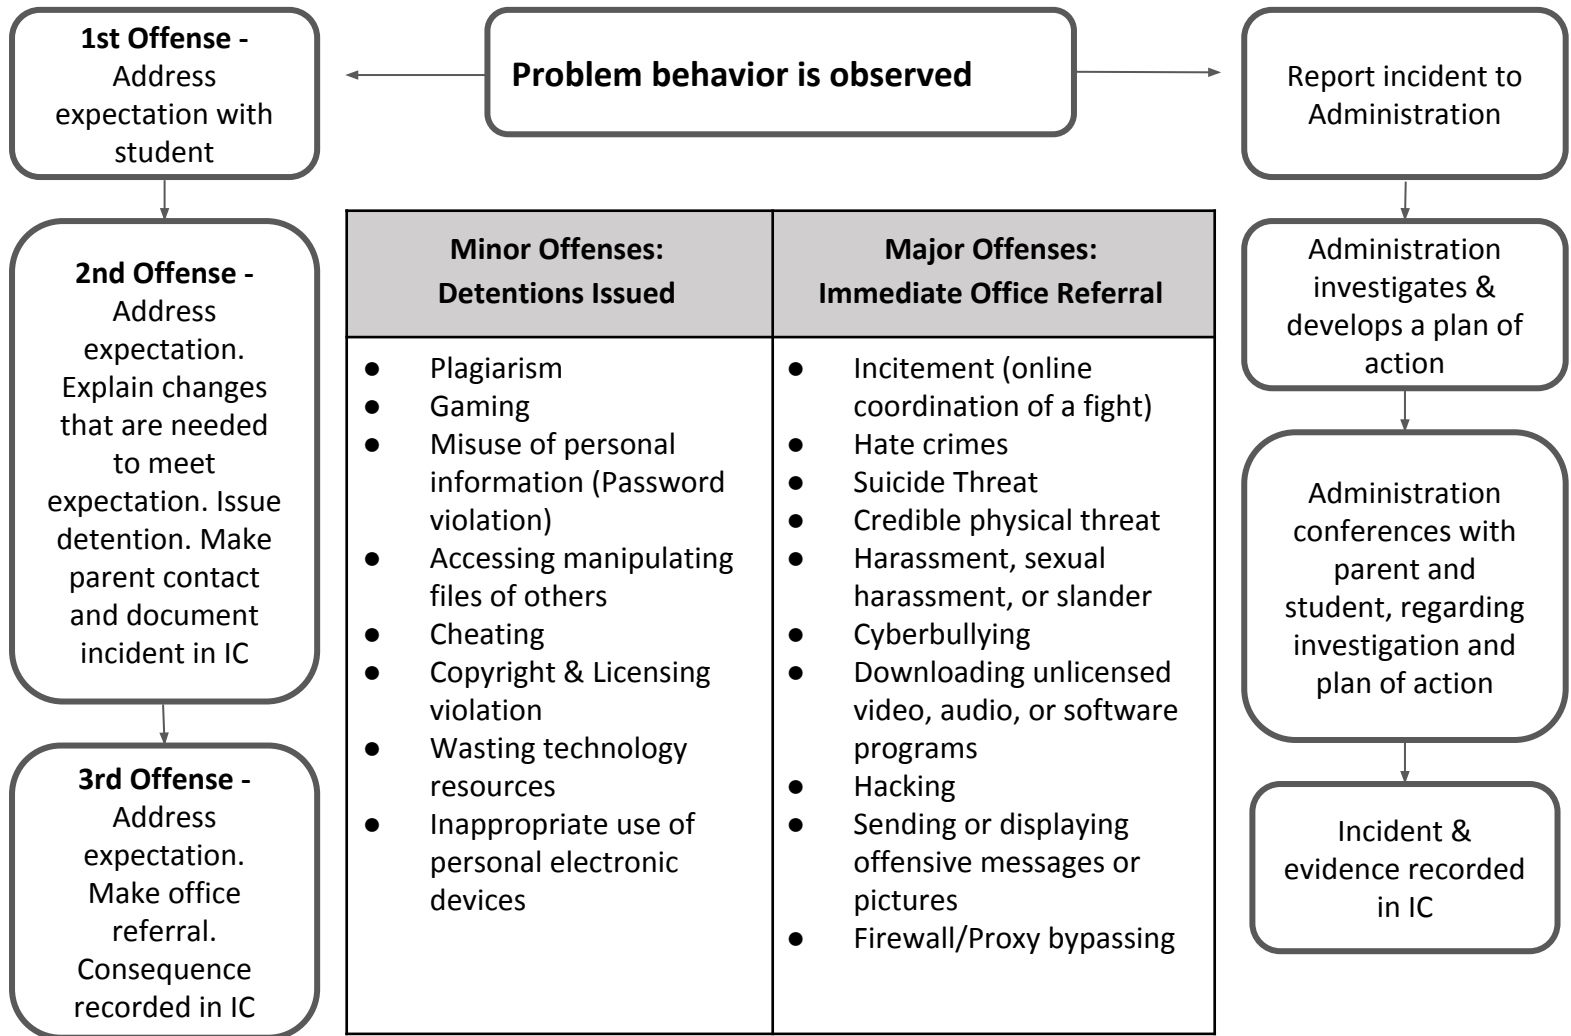 Problem behavior is observed
1st Offense -
Address
expectation with
student
2nd Offense -
Address
expectation.
Explain changes
that are needed
to meet
expectation. Issue
detention. Make
parent contact
and document
incident in IC
3rd Offense -
Address
expectation.
Make office
referral.
Consequence
recorded in IC
Minor Offenses:
Detentions Issued
● Plagiarism
● Gaming
● Misuse of personal
information (Password
violation)
● Accessing manipulating
files of others
● Cheating
● Copyright & Licensing
violation
● Wasting technology
resources
● Inappropriate use of
personal electronic
devices
Major Offenses:
Immediate Office Referral
● Incitement (online
coordination of a fight)
● Hate crimes
● Suicide Threat
● Credible physical threat
● Harassment, sexual
harassment, or slander
● Cyberbullying
● Downloading unlicensed
video, audio, or software
programs
● Hacking
● Sending or displaying
offensive messages or
pictures
● Firewall/Proxy bypassing
Report incident to
Administration
Administration
investigates &
develops a plan of
action
Administration
conferences with
parent and
student, regarding
investigation and
plan of action
Incident &
evidence recorded
in IC